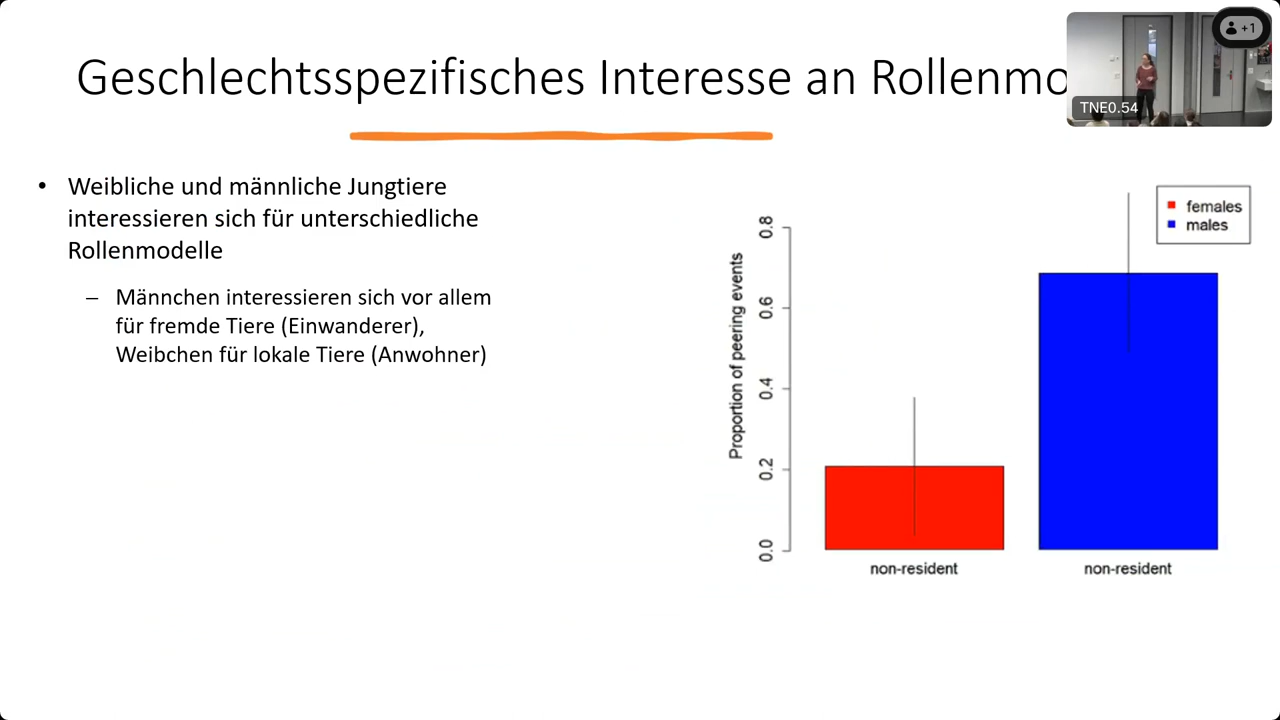 Geschlechtsspezifisches Interesse an Rollenmo
+1
TNE0.54
• Weibliche und männliche Jungtiere
interessieren sich für unterschiedliche
Rollenmodelle
– Männchen interessieren sich vor allem
für fremde Tiere (Einwanderer),
Weibchen für lokale Tiere (Anwohner)
females
males
Proportion of peering events
0.8
0.6
0.4
0.2
0.0
non-resident
non-resident